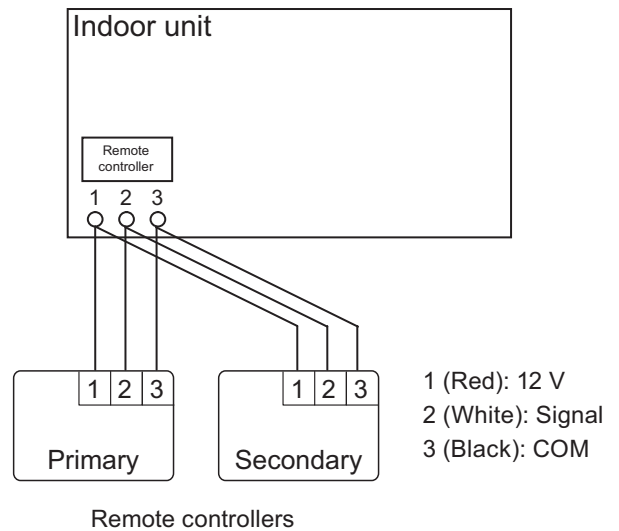 Indoor unit
Remote
controller
1 2 3
1 2 3
1 2 3
Primary
Secondary
1 (Red): 12 V
2 (White): Signal
3 (Black): COM
Remote controllers